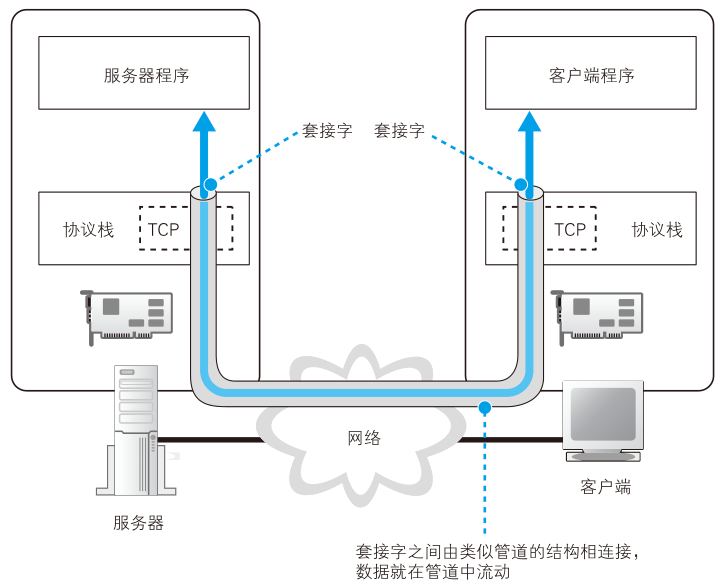 服务器程序
客户端程序
套接字
套接字
协议栈
TCP
TCP
协议栈
网络
服务器
客户端
套接字之间由类似管道的结构相连接，
数据就在管道中流动